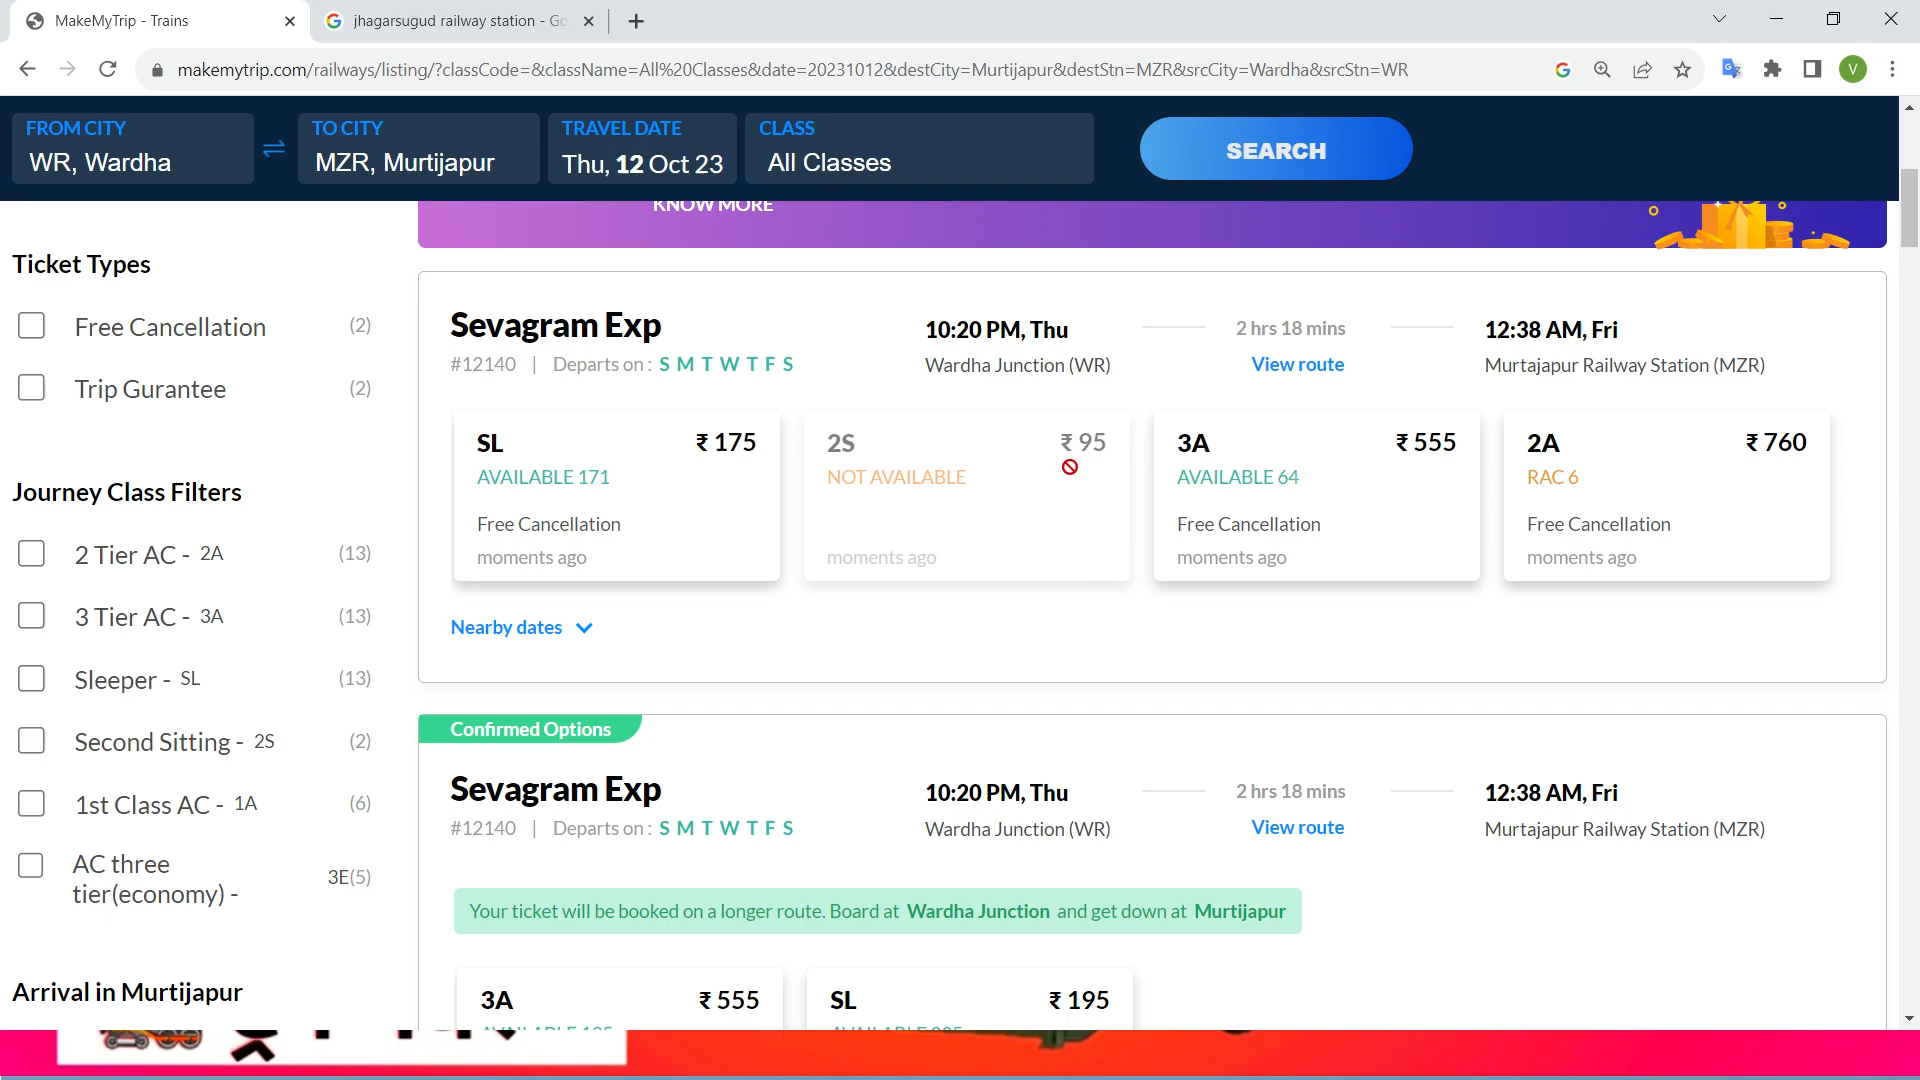 MakeMyTrip - Trains
jhagarsugud railway station - Go
makemytrip.com/railways/listing/?classCode=&className=All%20Classes&date=20231012&destCity=Murtijapur&destStn=MZR&srcCity=Wardha&srcStn=WR
V
FROM CITY
WR, Wardha
TO CITY
MZR, Murtijapur
TRAVEL DATE
Thu, 12 Oct 23
CLASS
All Classes
SEARCH
KNOW MORE
Ticket Types
Free Cancellation (2)
Trip Gurantee (2)
Journey Class Filters
2 Tier AC - 2A (13)
3 Tier AC - 3A (13)
Sleeper - SL (13)
Second Sitting - 2S (2)
1st Class AC - 1A (6)
AC three
tier(economy) - 3E(5)
Arrival in Murtijapur
Sevagram Exp
#12140 | Departs on : S M T W T F S
10:20 PM, Thu
Wardha Junction (WR)
2 hrs 18 mins
View route
12:38 AM, Fri
Murtajapur Railway Station (MZR)
SL ₹ 175
AVAILABLE 171
Free Cancellation
moments ago
2S ₹ 95
NOT AVAILABLE
moments ago
3A ₹ 555
AVAILABLE 64
Free Cancellation
moments ago
2A ₹ 760
RAC 6
Free Cancellation
moments ago
Nearby dates
Confirmed Options
Sevagram Exp
#12140 | Departs on : S M T W T F S
10:20 PM, Thu
Wardha Junction (WR)
2 hrs 18 mins
View route
12:38 AM, Fri
Murtajapur Railway Station (MZR)
Your ticket will be booked on a longer route. Board at Wardha Junction and get down at Murtijapur
3A ₹ 555
SL ₹ 195